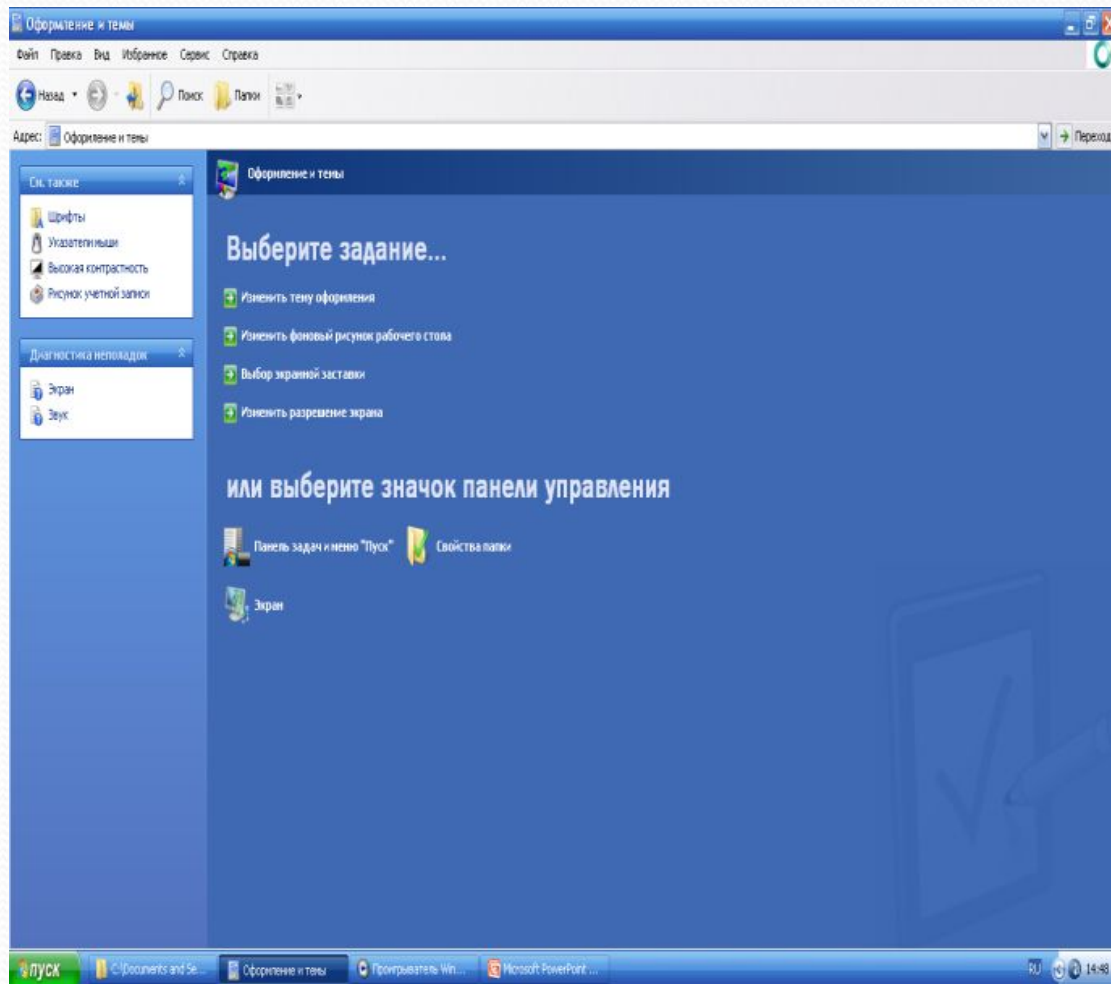 Оформление и темы
Файл Правка Вид Избранное Сервис Справка
Назад Поиск Папки
Адрес: Оформление и темы Переход
См. также
Шрифты
Указатели мыши
Высокая контрастность
Рисунок учетной записи
Диагностика неполадок
Экран
Звук
Оформление и темы
Выберите задание...
Изменить тему оформления
Изменить фоновый рисунок рабочего стола
Выбор экранной заставки
Изменить разрешение экрана
или выберите значок панели управления
Панель задач и меню "Пуск" Свойства папки
Экран
пуск C:\Documents and Se... Оформление и темы Проигрыватель Win... Microsoft PowerPoint ... RU 14:48